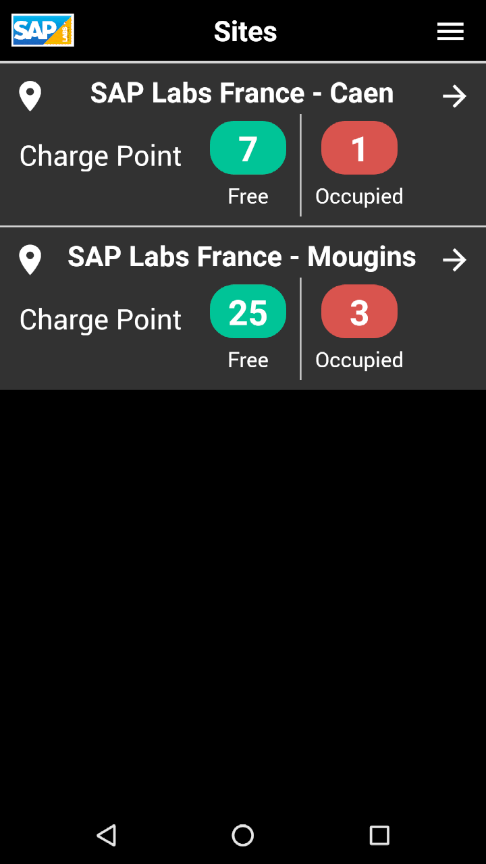 SAP
LABS
Sites
SAP Labs France - Caen
Charge Point
7
1
Free
Occupied
SAP Labs France - Mougins
Charge Point
25
3
Free
Occupied